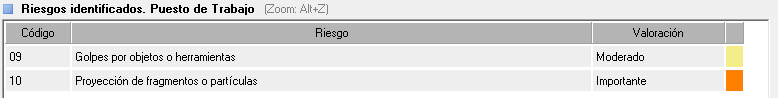 Riesgos identificados. Puesto de Trabajo (Zoom: Alt+Z)
Código Riesgo Valoración
09 Golpes por objetos o herramientas Moderado
10 Proyección de fragmentos o partículas Importante